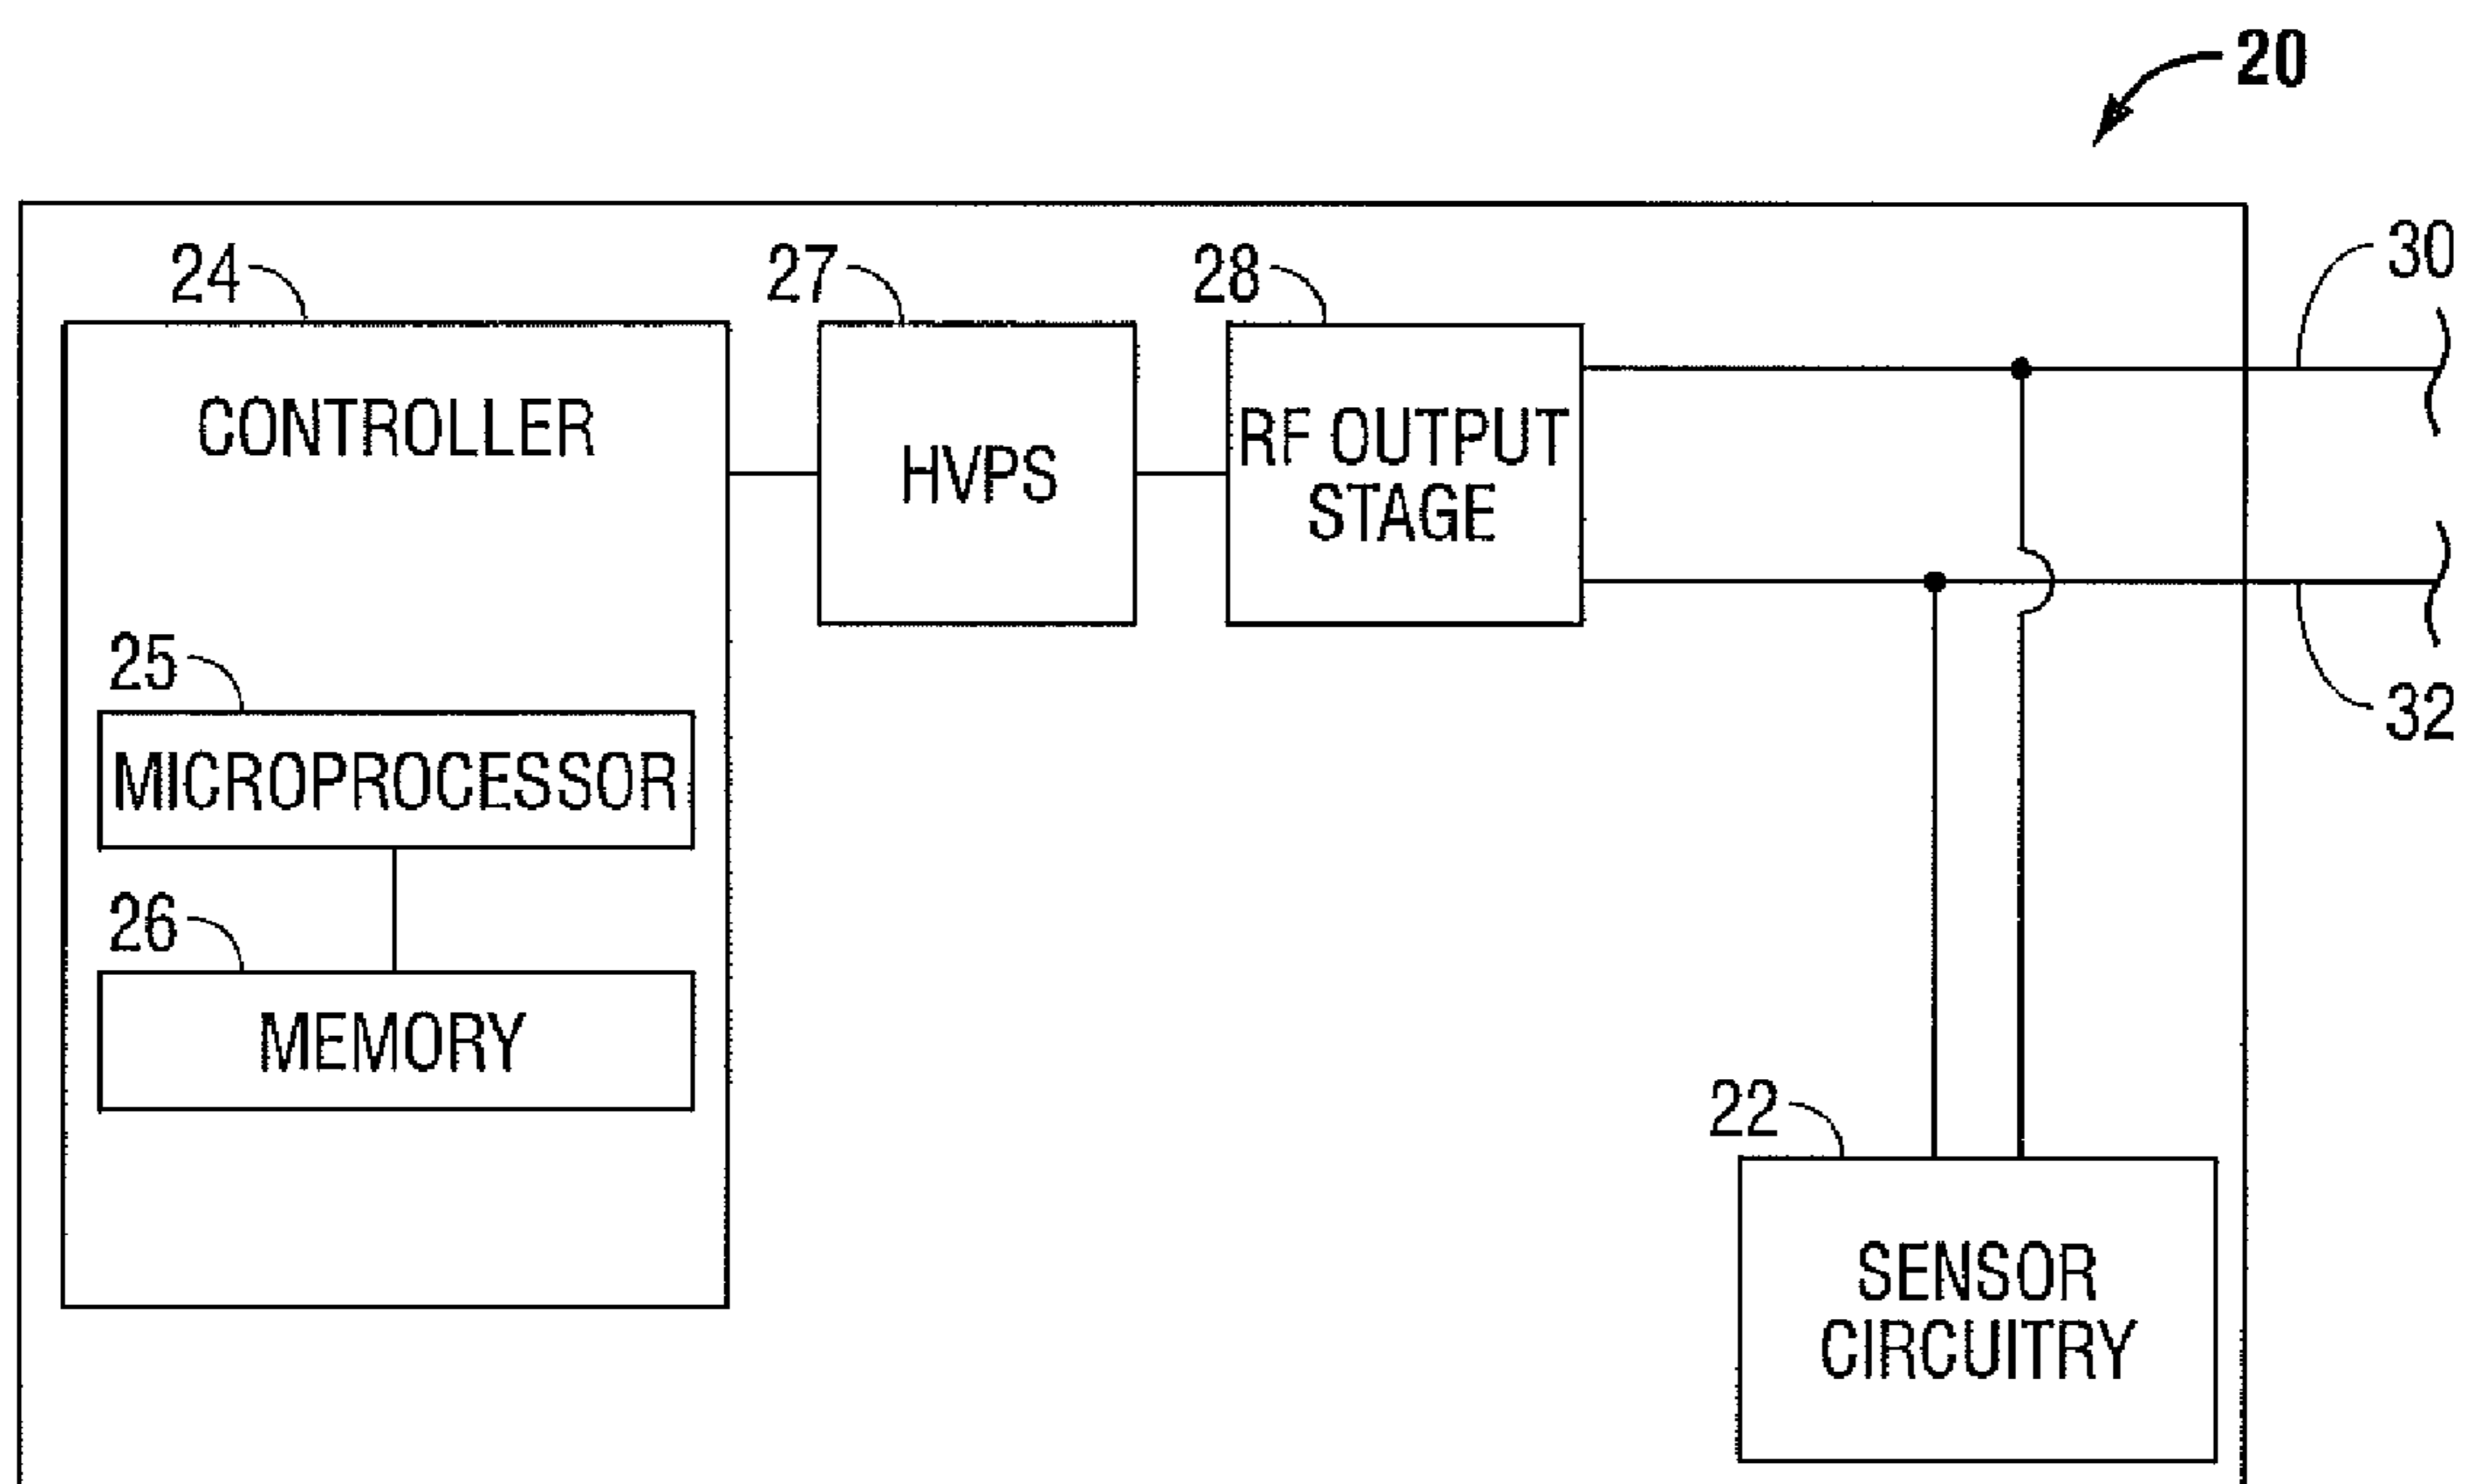 20
24
27
28
30
CONTROLLER
HVPS
RF OUTPUT
STAGE
25
32
MICROPROCESSOR
26
MEMORY
22
SENSOR
CIRCUITRY